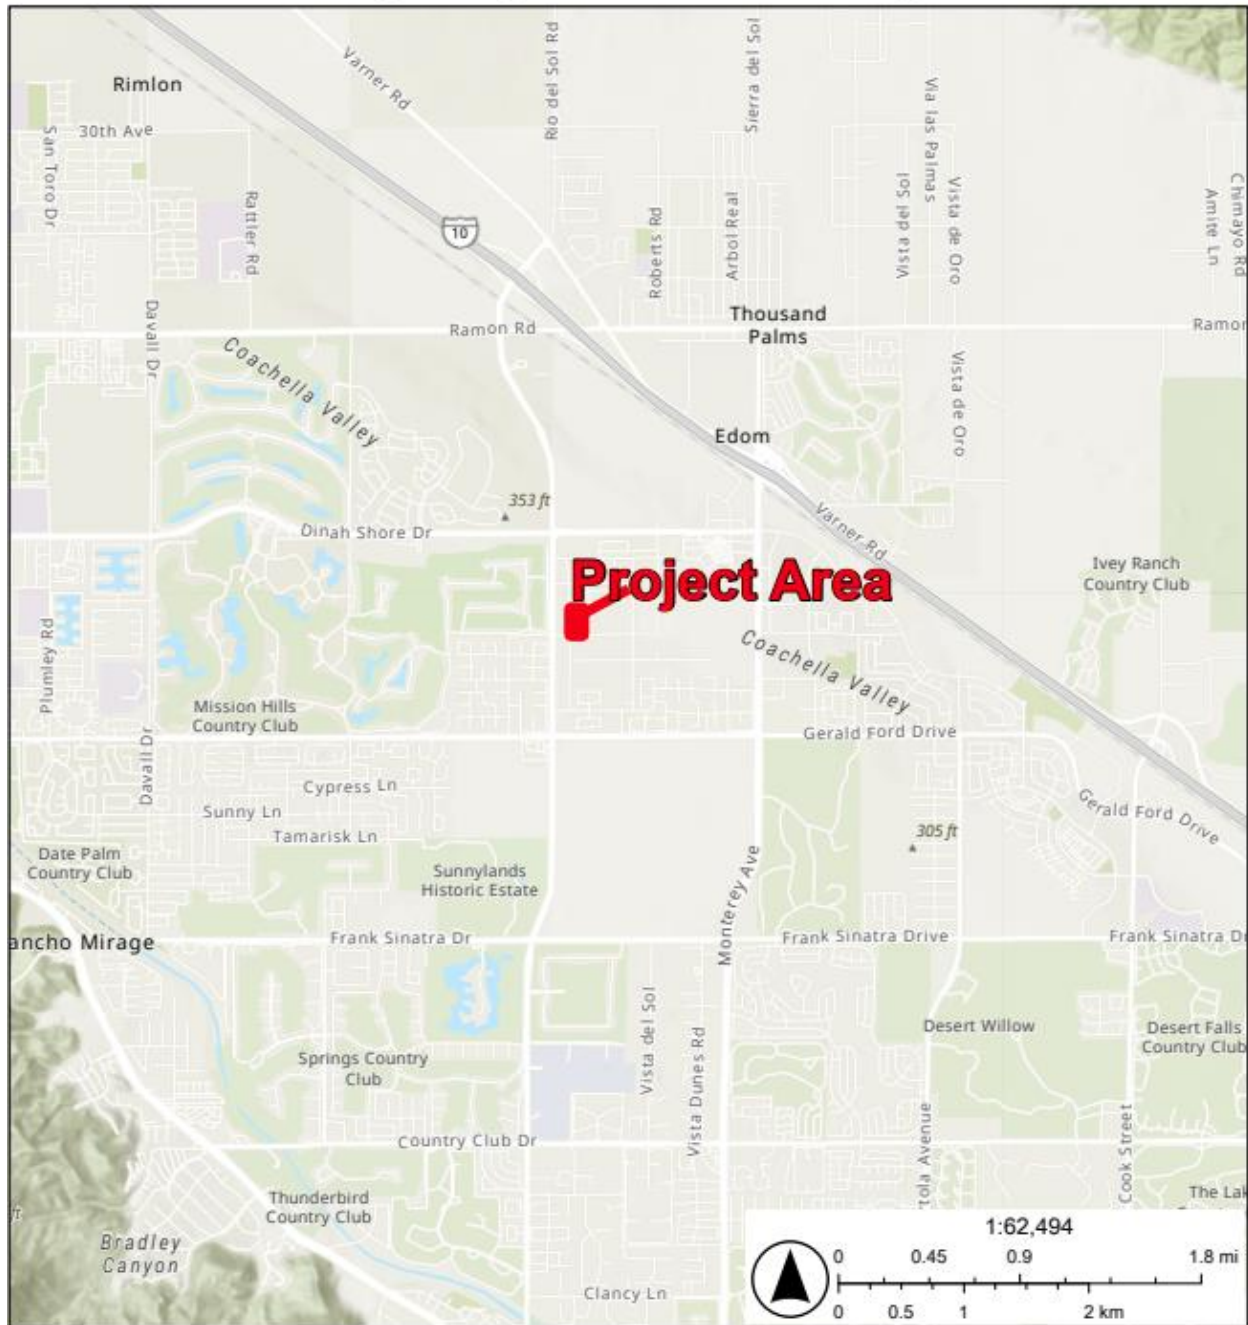 Rimlon
Varner Rd
Rio del Sol Rd
Sierra del Sol
Via las Palmas
30th Ave
San Toro Dr
Rattler Rd
10
Roberts Rd
Arbol Real
Vista del Sol
Vista de Oro
Amite Ln
Chimayo Rd
Davall Dr
Ramon Rd
Thousand
Palms
Ramon
Coachella Valley
Vista de Oro
Edom
353 ft
Dinah Shore Dr
Varner Rd
Project Area
Ivey Ranch
Country Club
Plumley Rd
Coachella Valley
Mission Hills
Country Club
Gerald Ford Drive
Davall Dr
Cypress Ln
Sunny Ln
Tamarisk Ln
Gerald Ford Drive
305 ft
Date Palm
Country Club
Sunnylands
Historic Estate
Monterey Ave
ancho Mirage
Frank Sinatra Dr
Frank Sinatra Drive
Frank Sinatra Dr
Vista del Sol
Vista Dunes Rd
Desert Willow
Desert Falls
Country Club
Springs Country
Club
Country Club Dr
tola Avenue
Cook Street
Thunderbird
Country Club
The Lak
ft
Bradley
Canyon
Clancy Ln
1:62,494
0 0.45 0.9 1.8 mi
0 0.5 1 2 km